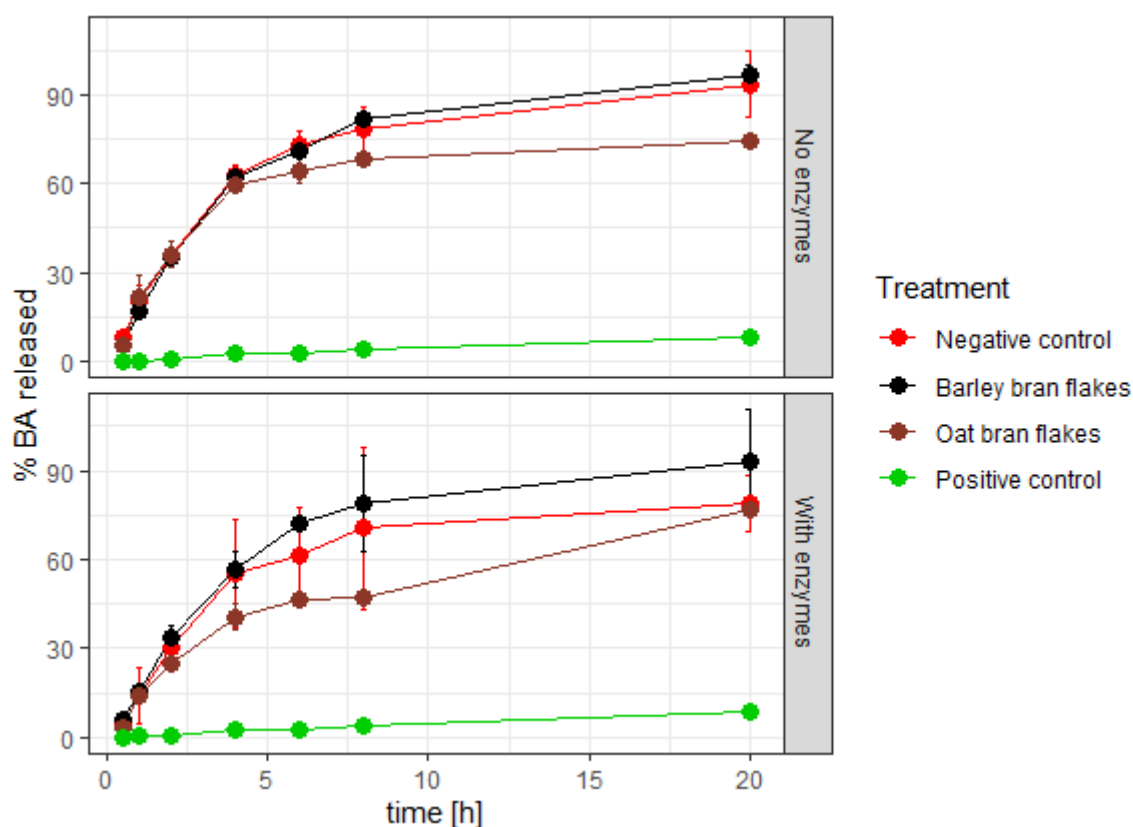 % BA released
90
60
30
0
No enzymes
90
60
30
0
With enzymes
0
5
10
15
20
time [h]
Treatment
Negative control
Barley bran flakes
Oat bran flakes
Positive control